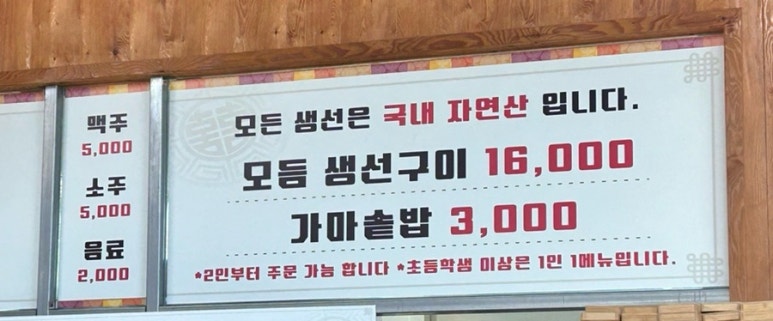 맥주
5,000
소주
5,000
음료
2,000
모든 생선은 국내 자연산 입니다.
모듬 생선구이 16,000
가마솥밥 3,000
*2인부터 주문 가능 합니다 *초등학생 이상은 1인 1메뉴입니다.